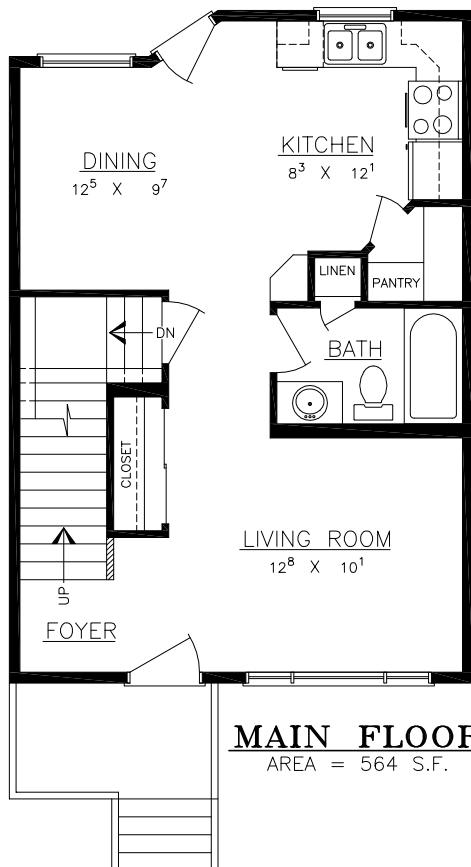 KITCHEN
8³ X 12¹
DINING
12⁵ X 9⁷
LINEN
PANTRY
DN
BATH
CLOSET
LIVING ROOM
12⁸ X 10¹
UP
FOYER
MAIN FLOOR
AREA = 564 S.F.